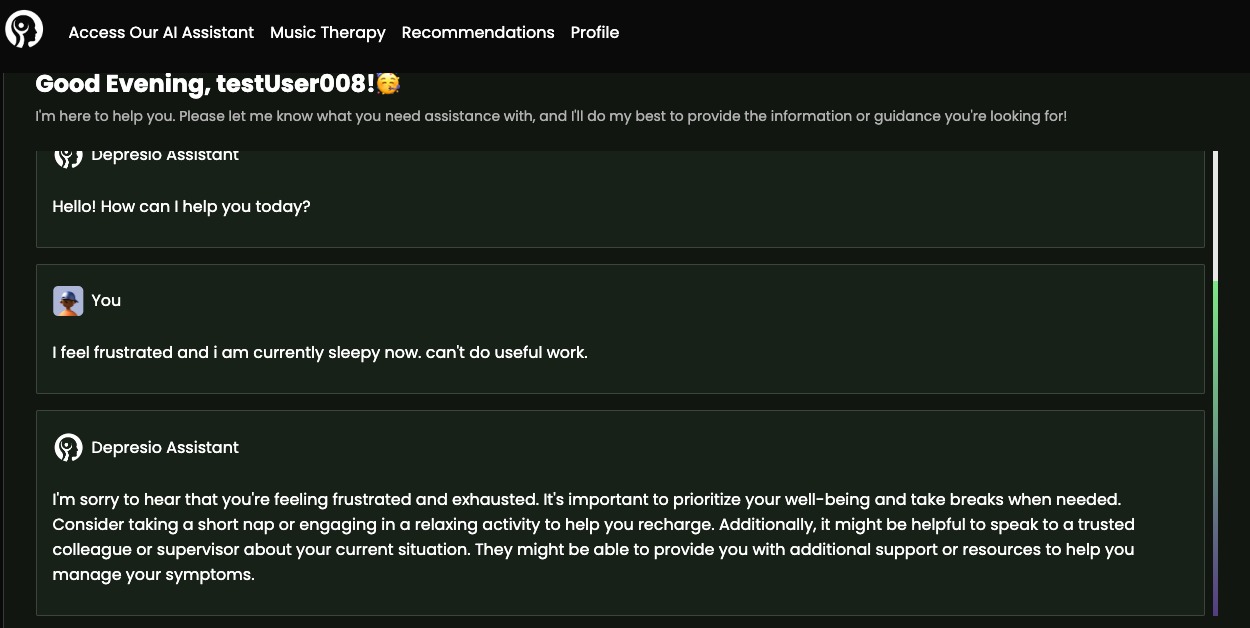 Access Our AI Assistant Music Therapy Recommendations Profile
Good Evening, testUser008!🥳
I'm here to help you. Please let me know what you need assistance with, and I'll do my best to provide the information or guidance you're looking for!
Depresio Assistant
Hello! How can I help you today?
You
I feel frustrated and i am currently sleepy now. can't do useful work.
Depresio Assistant
I'm sorry to hear that you're feeling frustrated and exhausted. It's important to prioritize your well-being and take breaks when needed.
Consider taking a short nap or engaging in a relaxing activity to help you recharge. Additionally, it might be helpful to speak to a trusted
colleague or supervisor about your current situation. They might be able to provide you with additional support or resources to help you
manage your symptoms.